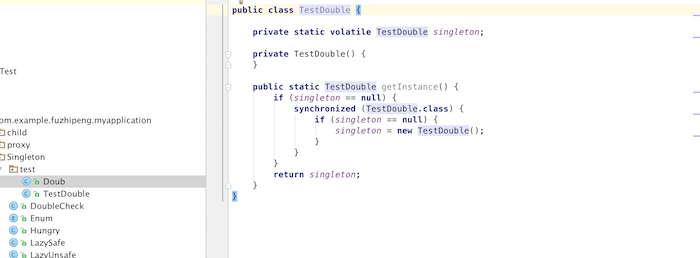 Test
om.example.fuzhipeng.myapplication
child
proxy
Singleton
test
Doub
TestDouble
DoubleCheck
Enum
Hungry
LazySafe
LazyUnsafe
public class TestDouble {
private static volatile TestDouble singleton;
private TestDouble() {
}
public static TestDouble getInstance() {
if (singleton == null) {
synchronized (TestDouble.class) {
if (singleton == null) {
singleton = new TestDouble();
}
}
}
return singleton;
}
}